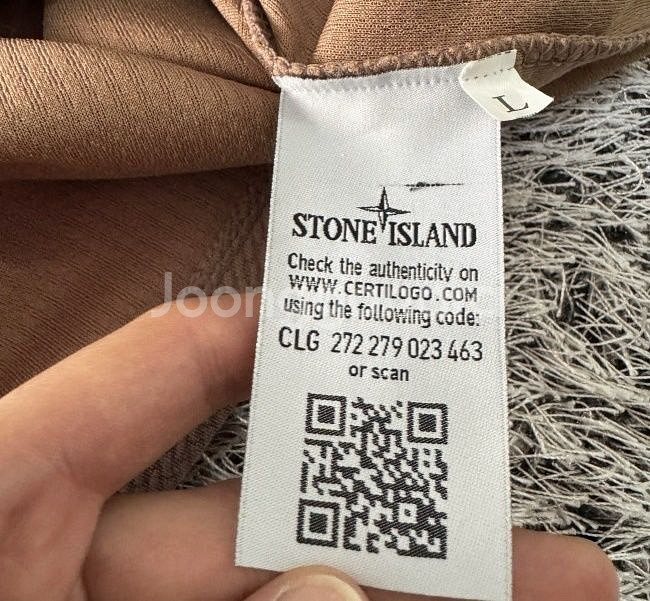 L
STONE ISLAND
Check the authenticity on
WWW.CERTILOGO.COM
using the following code:
CLG 272 279 023 463
or scan